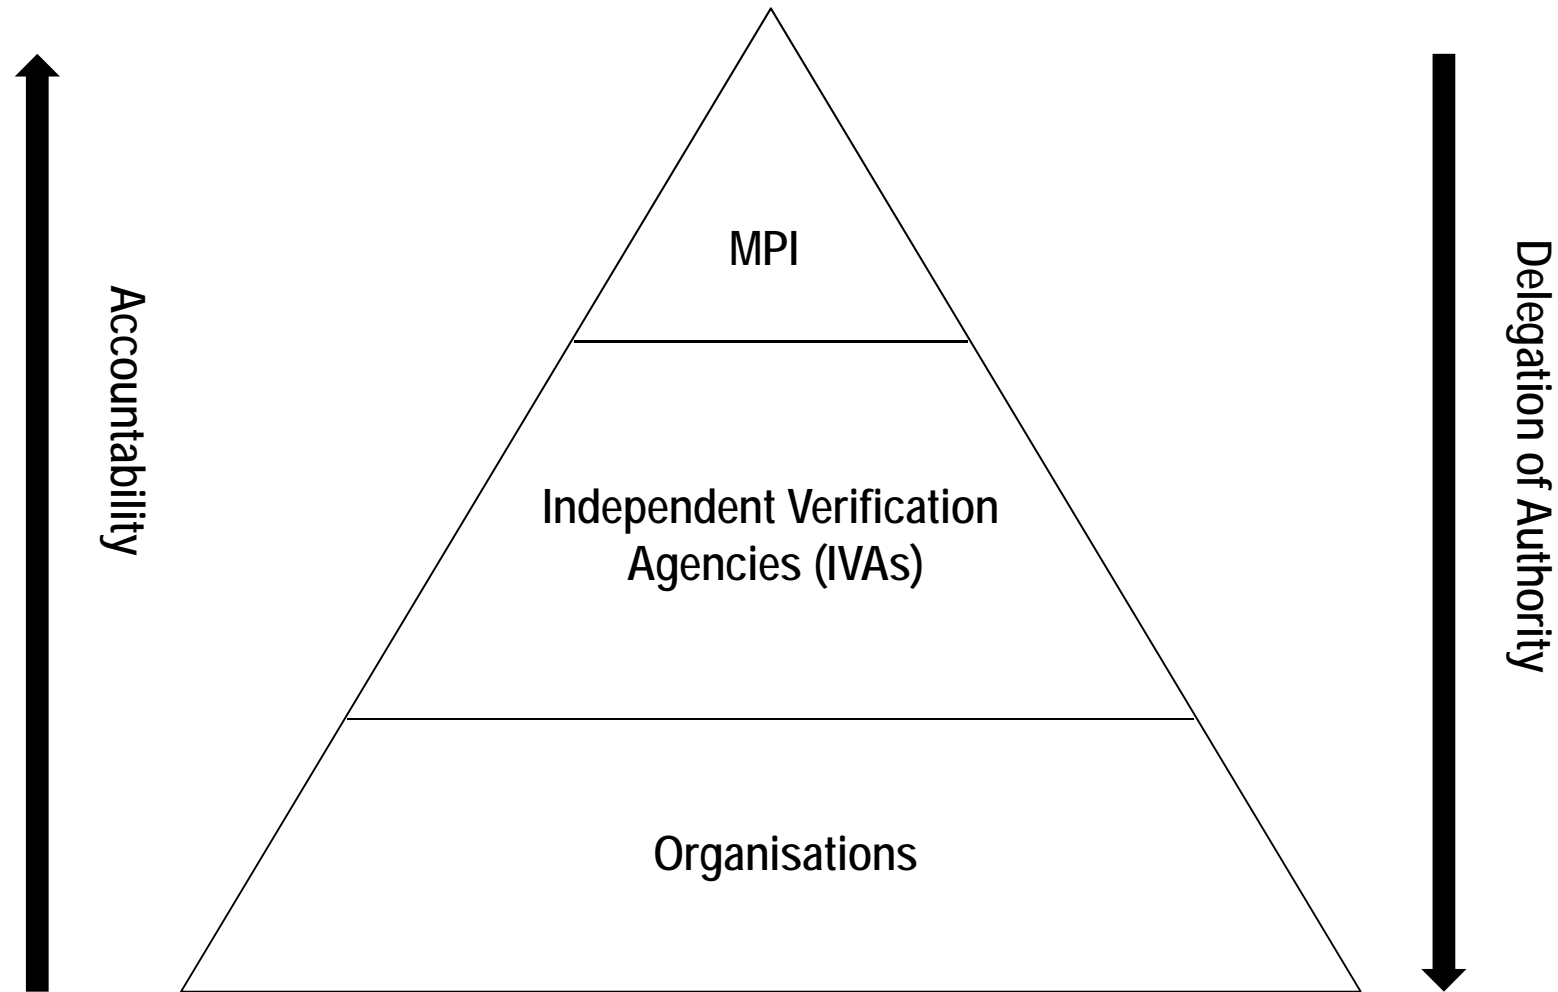 MPI
Accountability
Delegation of Authority
Independent Verification
Agencies (IVAs)
Organisations